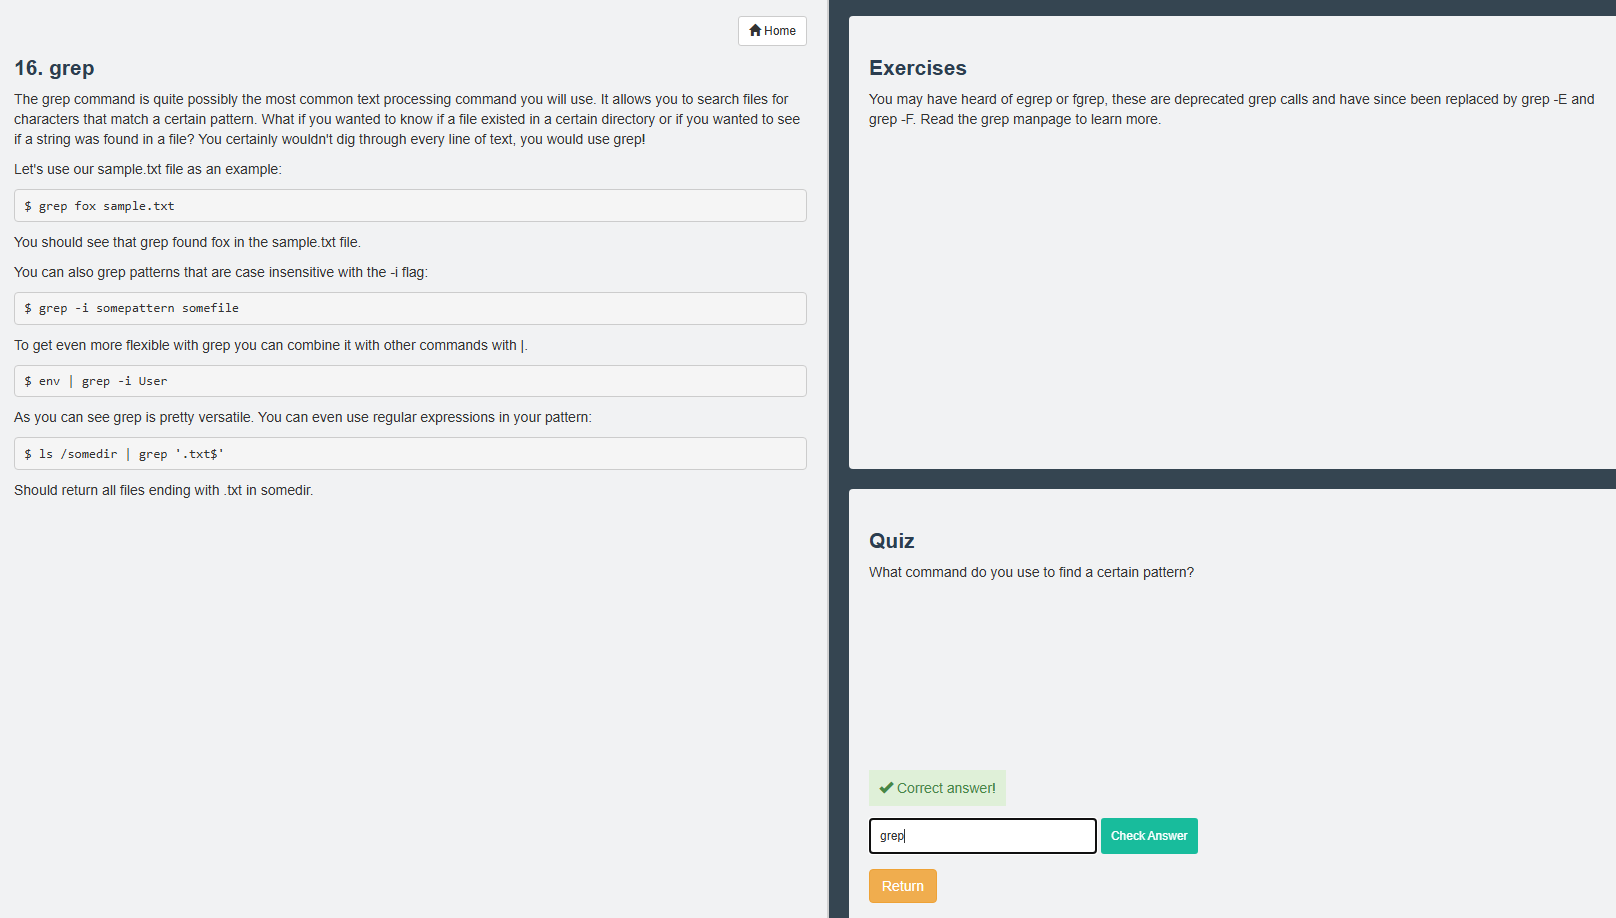 Home
16. grep
The grep command is quite possibly the most common text processing command you will use. It allows you to search files for
characters that match a certain pattern. What if you wanted to know if a file existed in a certain directory or if you wanted to see
if a string was found in a file? You certainly wouldn't dig through every line of text, you would use grep!
Let's use our sample.txt file as an example:
$ grep fox sample.txt
You should see that grep found fox in the sample.txt file.
You can also grep patterns that are case insensitive with the -i flag:
$ grep -i somepattern somefile
To get even more flexible with grep you can combine it with other commands with |.
$ env | grep -i User
As you can see grep is pretty versatile. You can even use regular expressions in your pattern:
$ ls /somedir | grep '.txt$'
Should return all files ending with .txt in somedir.
Exercises
You may have heard of egrep or fgrep, these are deprecated grep calls and have since been replaced by grep -E and
grep -F. Read the grep manpage to learn more.
Quiz
What command do you use to find a certain pattern?
Correct answer!
grep
Check Answer
Return